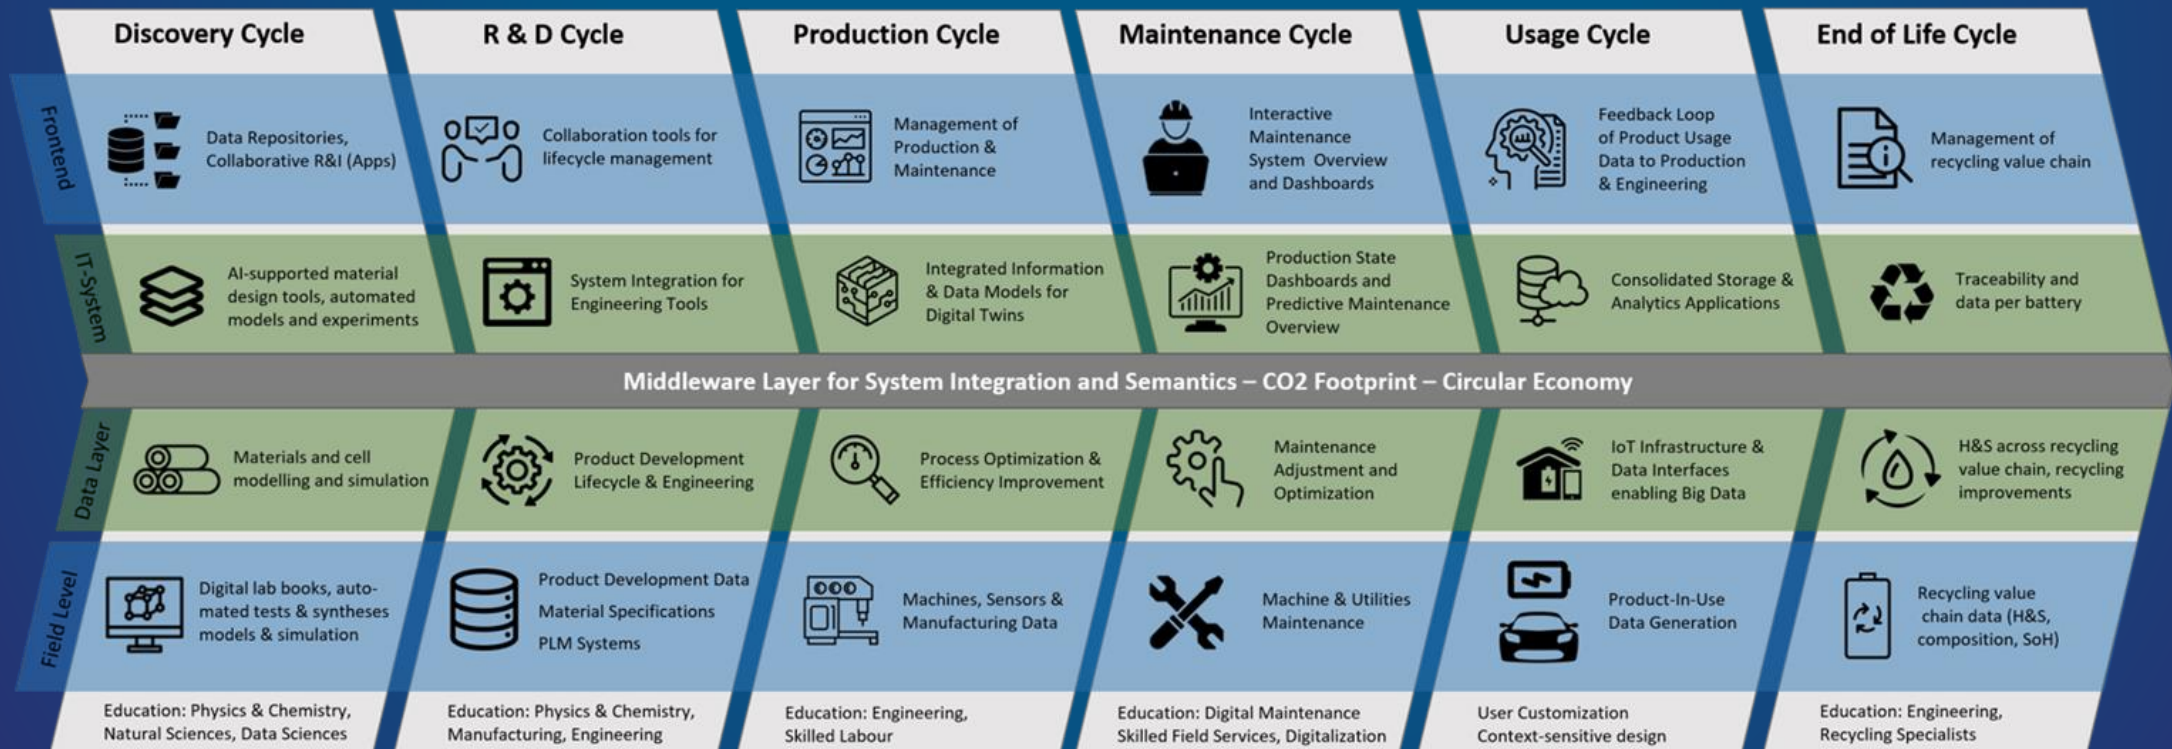 Discovery Cycle
R & D Cycle
Production Cycle
Maintenance Cycle
Usage Cycle
End of Life Cycle
Frontend
Data Repositories,
Collaborative R&I (Apps)
Collaboration tools for
lifecycle management
Management of
Production &
Maintenance
Interactive
Maintenance
System Overview
and Dashboards
Feedback Loop
of Product Usage
Data to Production
& Engineering
Management of
recycling value chain
IT-System
AI-supported material
design tools, automated
models and experiments
System Integration for
Engineering Tools
Integrated Information
& Data Models for
Digital Twins
Production State
Dashboards and
Predictive Maintenance
Overview
Consolidated Storage &
Analytics Applications
Traceability and
data per battery
Middleware Layer for System Integration and Semantics – CO2 Footprint – Circular Economy
Data Layer
Materials and cell
modelling and simulation
Product Development
Lifecycle & Engineering
Process Optimization &
Efficiency Improvement
Maintenance
Adjustment and
Optimization
IoT Infrastructure &
Data Interfaces
enabling Big Data
H&S across recycling
value chain, recycling
improvements
Field Level
Digital lab books, auto-
mated tests & syntheses
models & simulation
Product Development Data
Material Specifications
PLM Systems
Machines, Sensors &
Manufacturing Data
Machine & Utilities
Maintenance
Product-In-Use
Data Generation
Recycling value
chain data (H&S,
composition, SoH)
Education: Physics & Chemistry,
Natural Sciences, Data Sciences
Education: Physics & Chemistry,
Manufacturing, Engineering
Education: Engineering,
Skilled Labour
Education: Digital Maintenance
Skilled Field Services, Digitalization
User Customization
Context-sensitive design
Education: Engineering,
Recycling Specialists